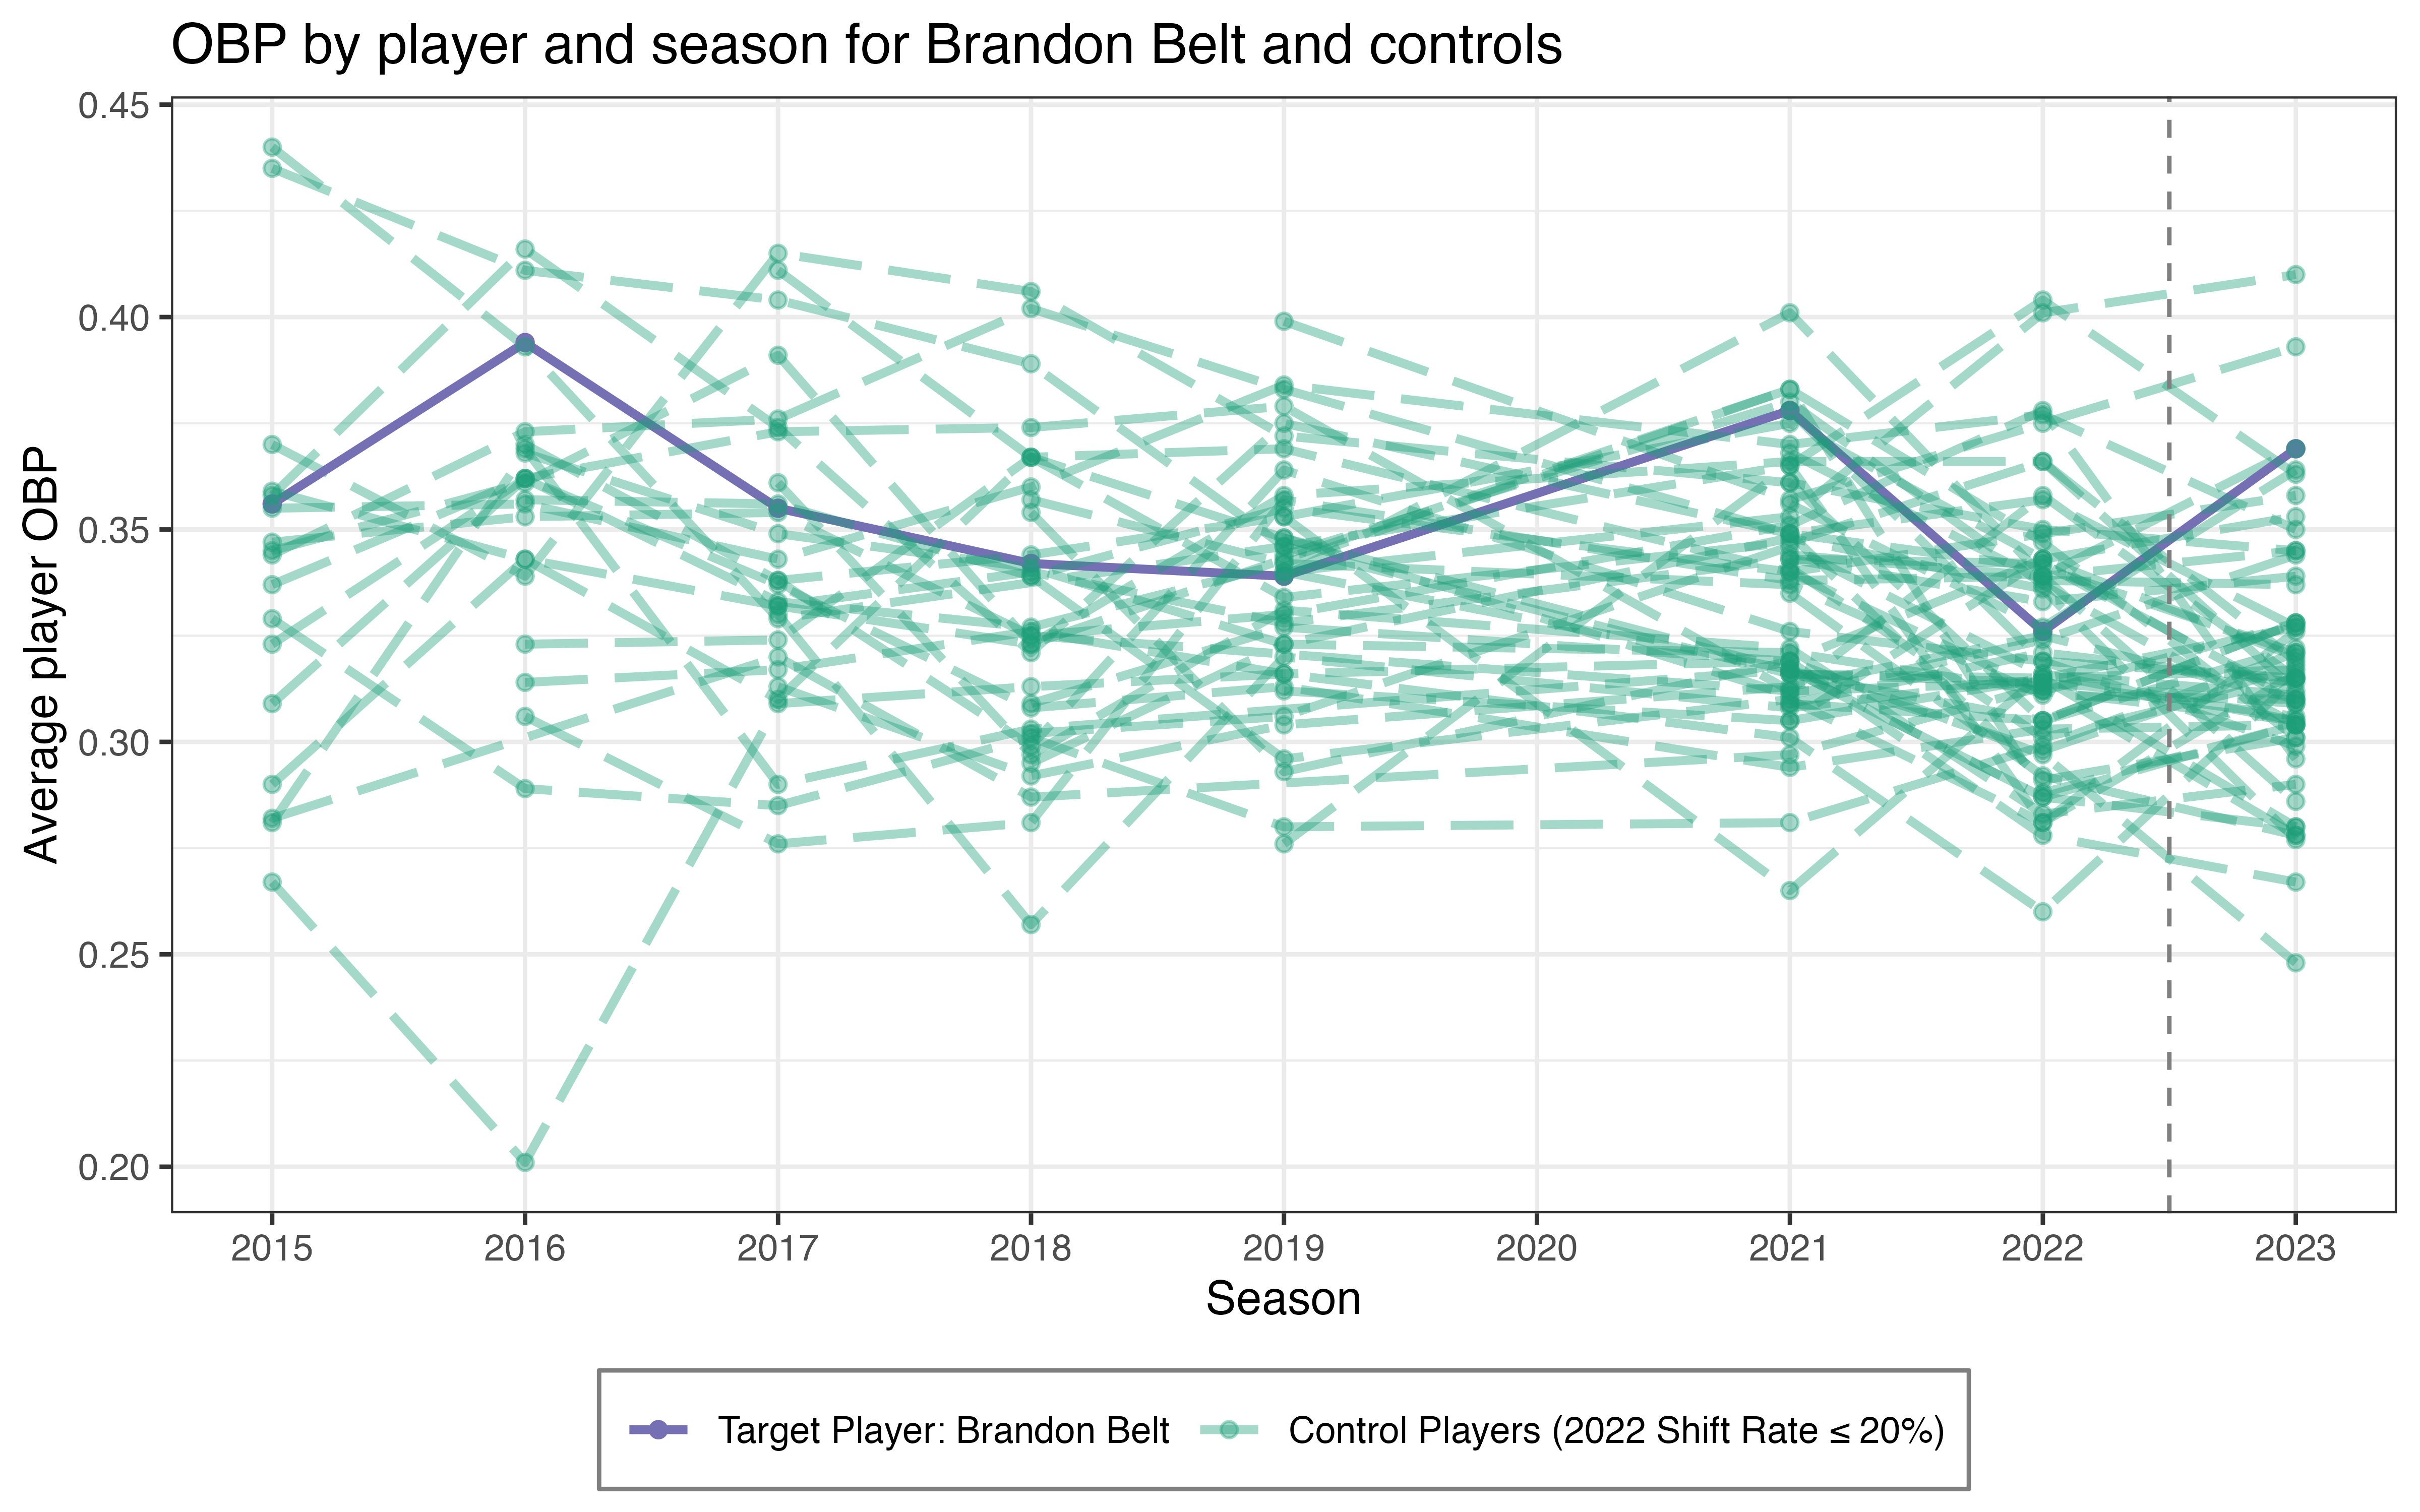 OBP by player and season for Brandon Belt and controls
Average player OBP
0.45
0.40
0.35
0.30
0.25
0.20
2015 2016 2017 2018 2019 2020 2021 2022 2023
Season
Target Player: Brandon Belt Control Players (2022 Shift Rate ≤ 20%)